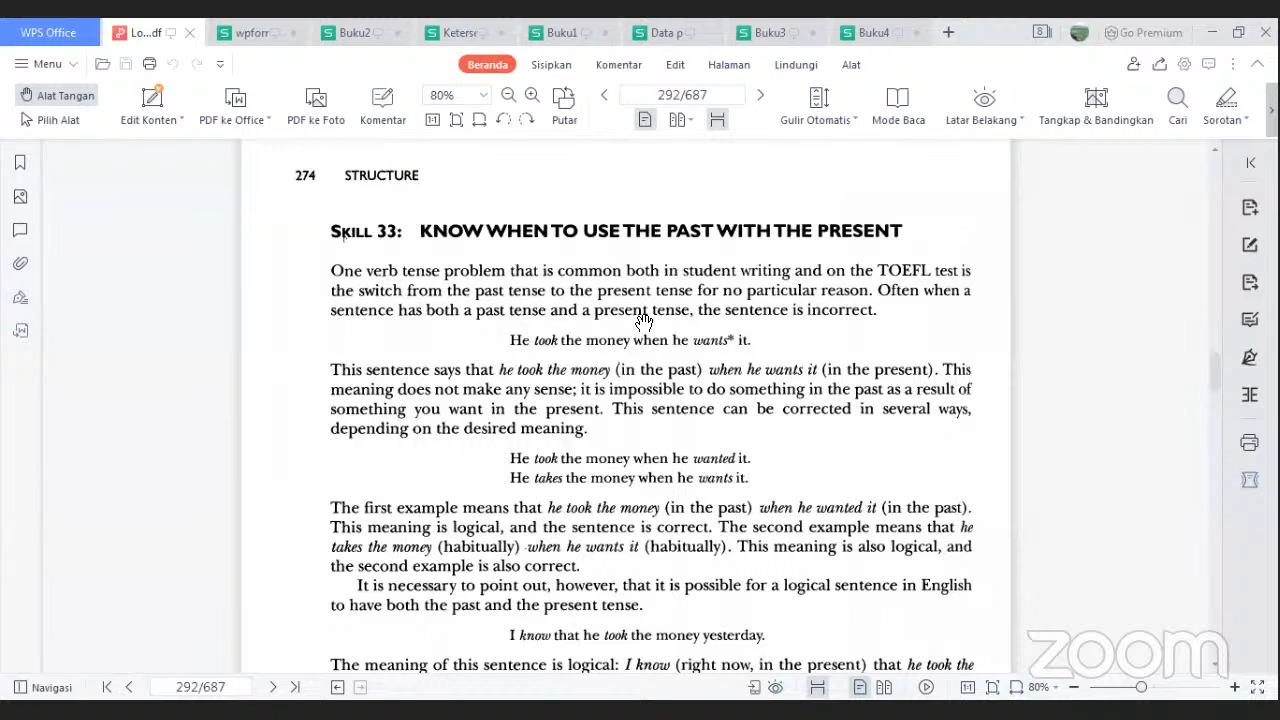 WPS Office
Lo...df
wpforr
Buku2
Keterse
Buku1
Data p
Buku3
Buku4
Go Premium
Menu
Beranda
Sisipkan
Komentar
Edit
Halaman
Lindungi
Alat
Alat Tangan
Pilih Alat
Edit Konten
PDF ke Office
PDF ke Foto
Komentar
80%
Putar
292/687
Gulir Otomatis
Mode Baca
Latar Belakang
Tangkap & Bandingkan
Cari
Sorotan
274 STRUCTURE
SKILL 33: KNOW WHEN TO USE THE PAST WITH THE PRESENT
One verb tense problem that is common both in student writing and on the TOEFL test is
the switch from the past tense to the present tense for no particular reason. Often when a
sentence has both a past tense and a present tense, the sentence is incorrect.
He took the money when he wants* it.
This sentence says that he took the money (in the past) when he wants it (in the present). This
meaning does not make any sense; it is impossible to do something in the past as a result of
something you want in the present. This sentence can be corrected in several ways,
depending on the desired meaning.
He took the money when he wanted it.
He takes the money when he wants it.
The first example means that he took the money (in the past) when he wanted it (in the past).
This meaning is logical, and the sentence is correct. The second example means that he
takes the money (habitually) when he wants it (habitually). This meaning is also logical, and
the second example is also correct.
It is necessary to point out, however, that it is possible for a logical sentence in English
to have both the past and the present tense.
I know that he took the money yesterday.
The meaning of this sentence is logical: I know (right now, in the present) that he took the
zoom
Navigasi
292/687
80%